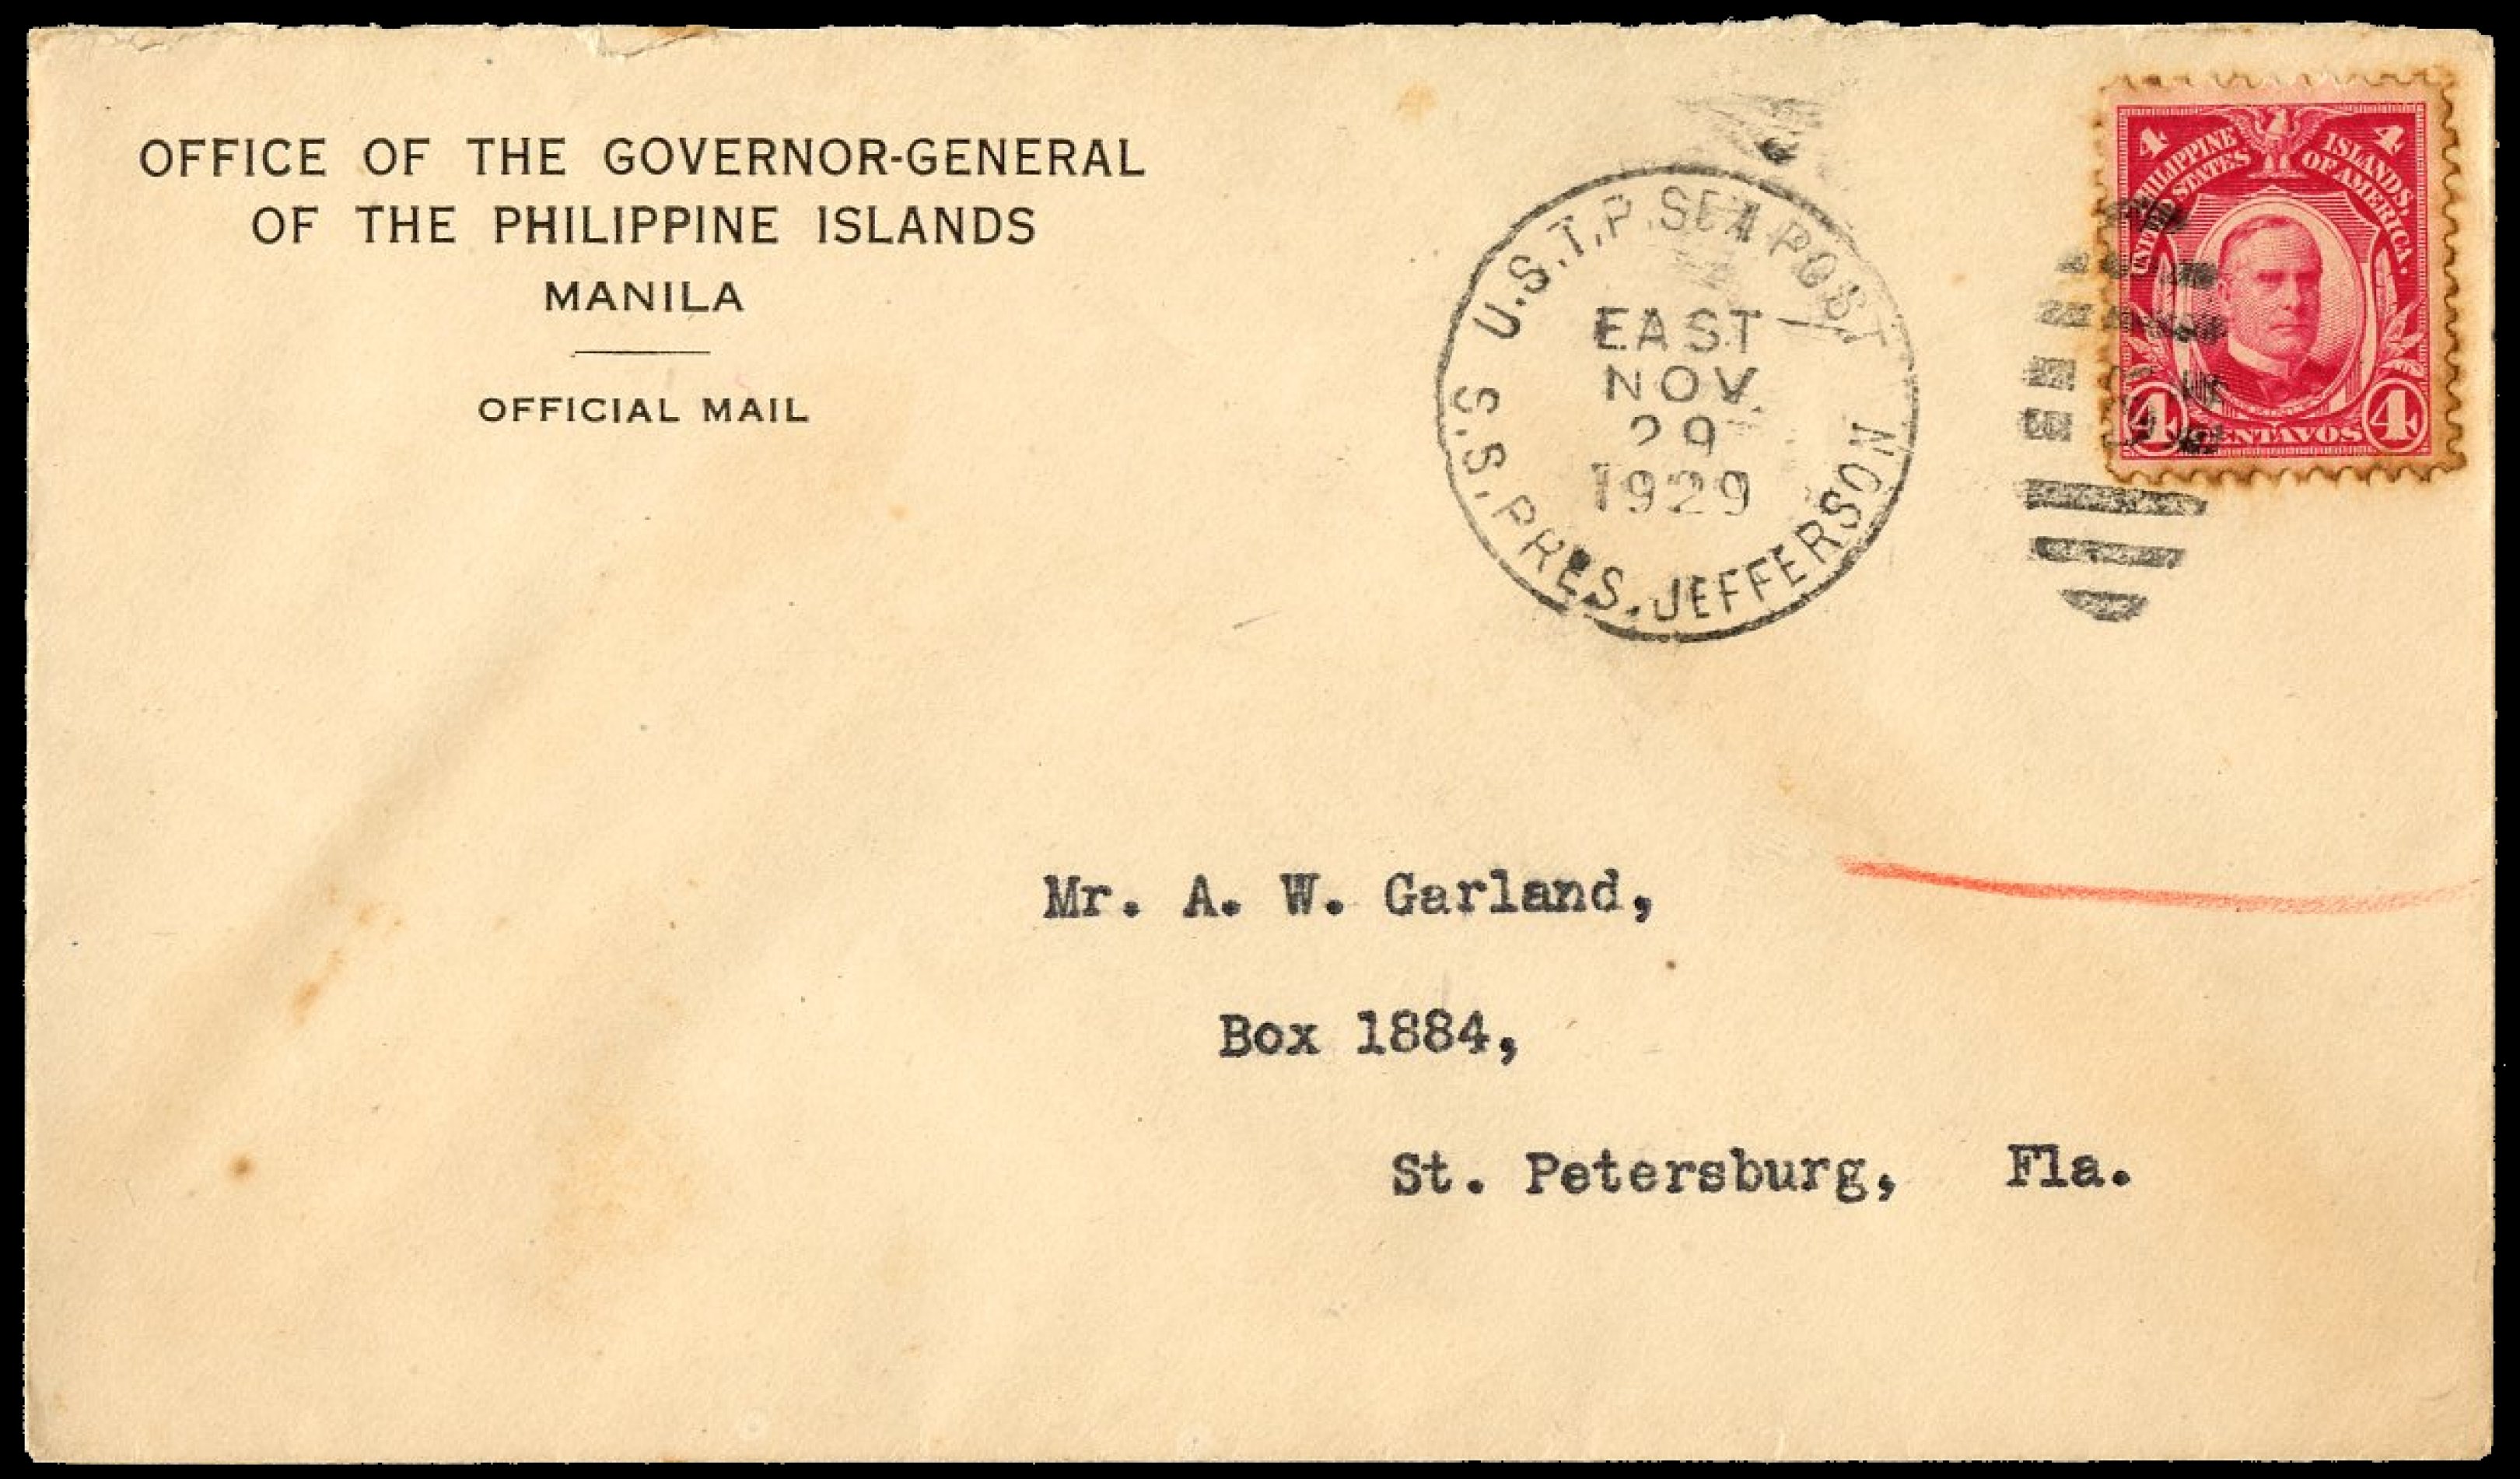 OFFICE OF THE GOVERNOR-GENERAL
OF THE PHILIPPINE ISLANDS
MANILA
OFFICIAL MAIL
U.S.T.P. SEA POST
EAST
NOV
29
1929
S.S. PRES. JEFFERSON
4 4
PHILIPPINE ISLANDS,
UNITED STATES OF AMERICA.
4 CENTAVOS 4
Mr. A. W. Garland,
Box 1884,
St. Petersburg, Fla.